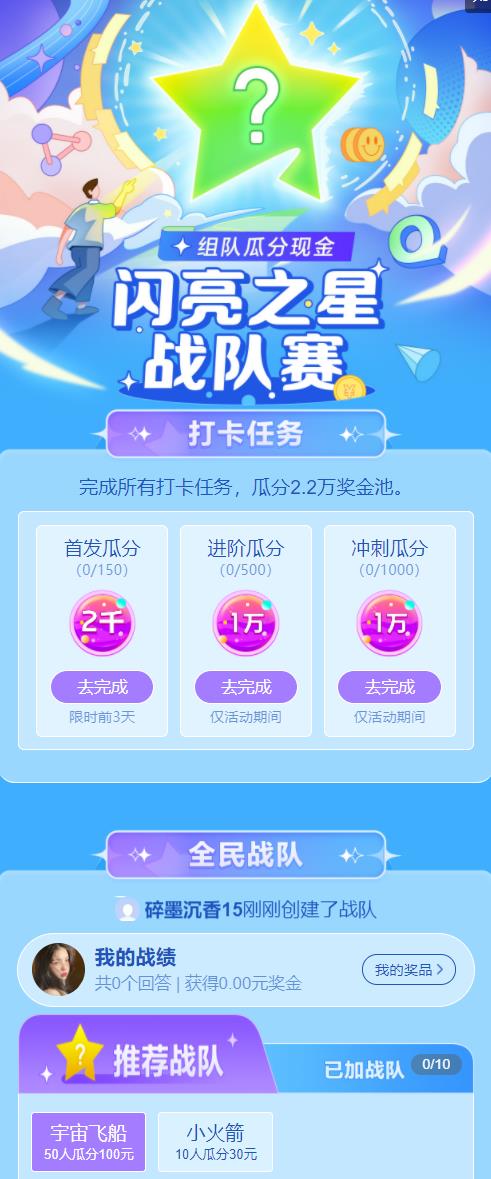 组队瓜分现金
闪亮之星
战队赛
打卡任务
完成所有打卡任务，瓜分2.2万奖金池。
首发瓜分 进阶瓜分 冲刺瓜分
（0/150） （0/500） （0/1000）
2千 1万 1万
去完成 去完成 去完成
限时前3天 仅活动期间 仅活动期间
全民战队
碎墨沉香15刚刚创建了战队
我的战绩
共0个回答 | 获得0.00元奖金
我的奖品 >
推荐战队 已加战队 0/10
宇宙飞船 小火箭
50人瓜分100元 10人瓜分30元